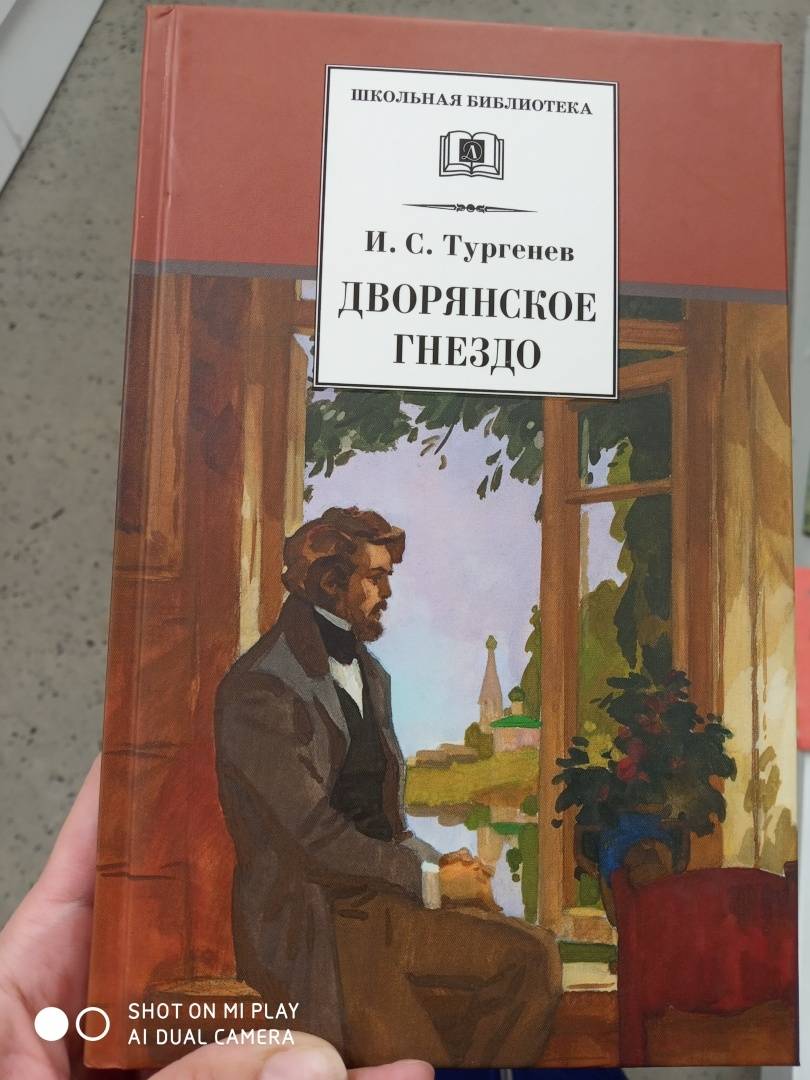 ШКОЛЬНАЯ БИБЛИОТЕКА
Д
И. С. Тургенев
ДВОРЯНСКОЕ
ГНЕЗДО
SHOT ON MI PLAY
AI DUAL CAMERA